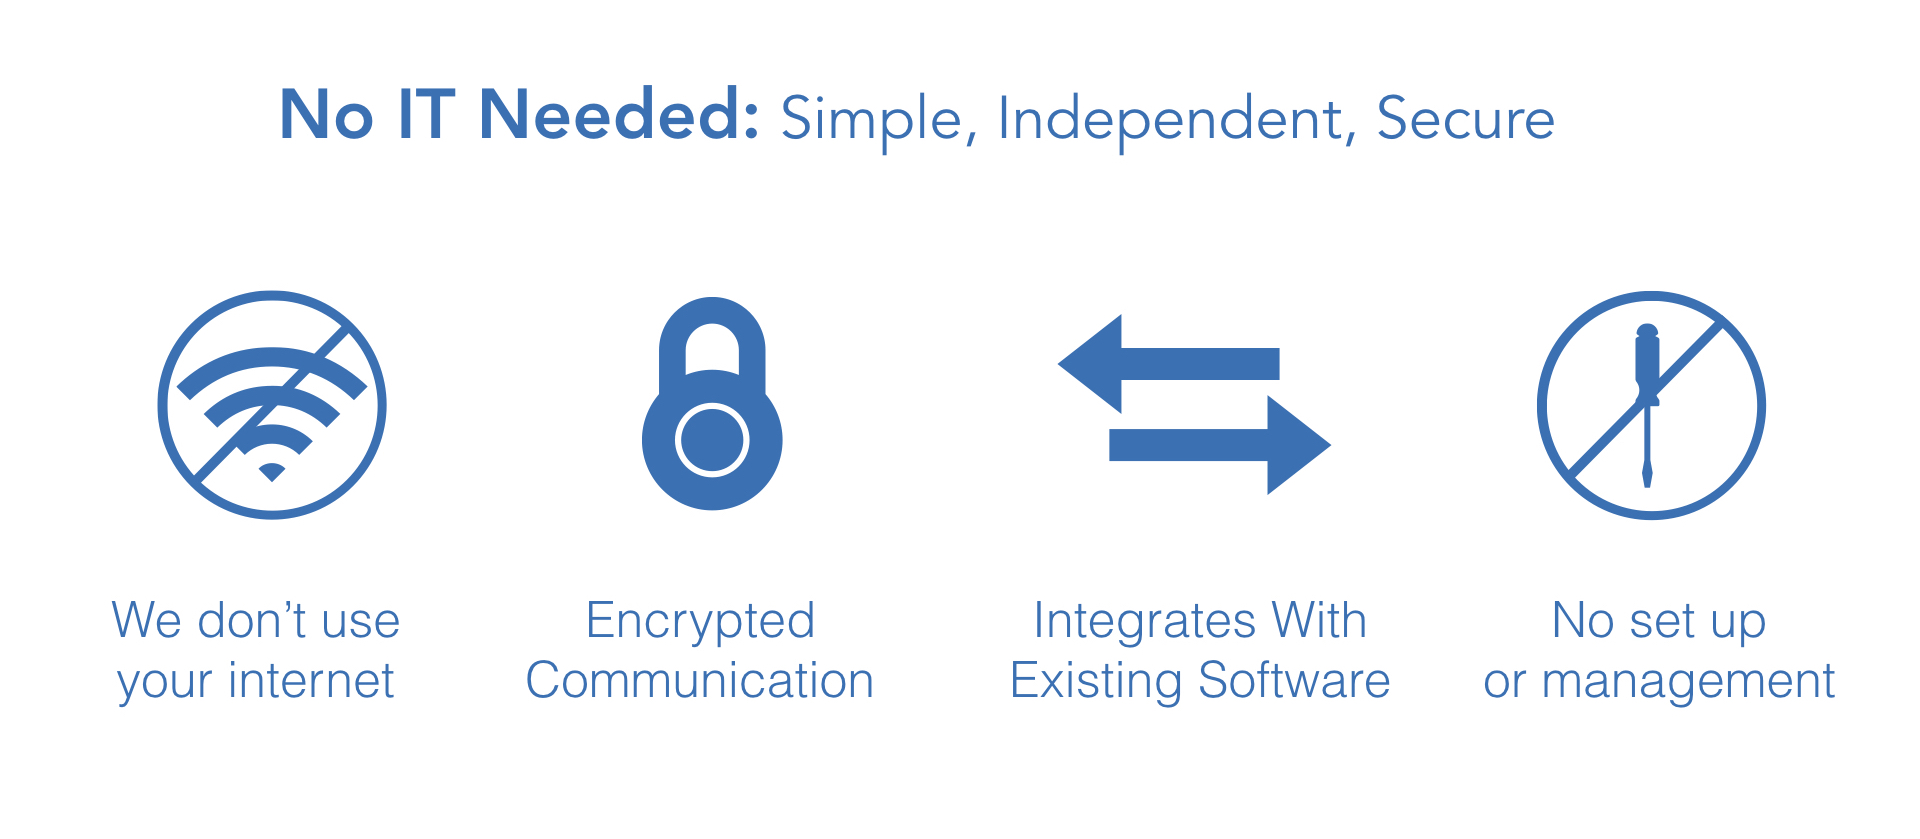 No IT Needed: Simple, Independent, Secure
We don’t use
your internet
Encrypted
Communication
Integrates With
Existing Software
No set up
or management